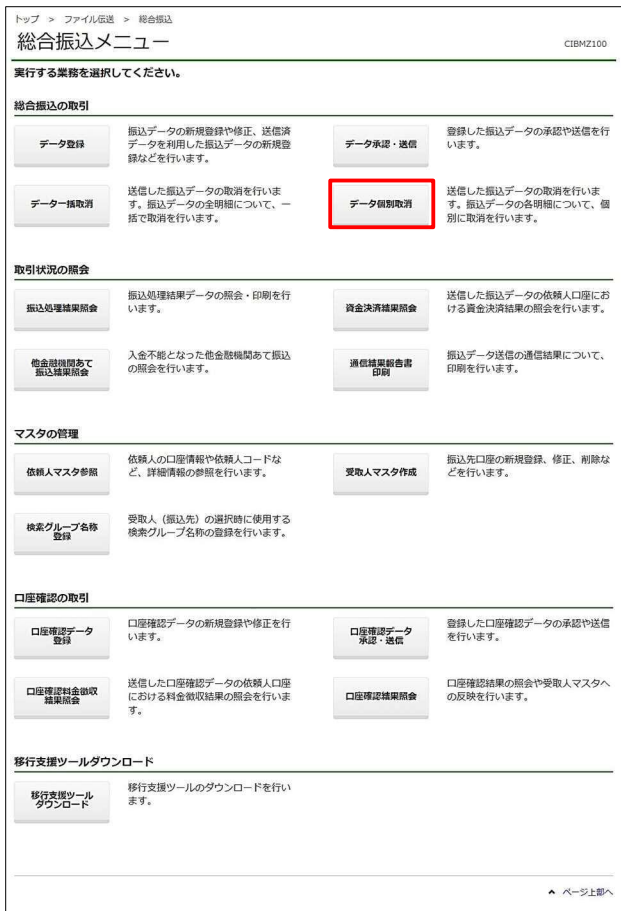 トップ > ファイル伝送 > 総合振込
総合振込メニュー
CIBMZ100
実行する業務を選択してください。
総合振込の取引
データ登録
振込データの新規登録や修正、送信済
データを利用した振込データの新規登
録などを行います。
データ承認・送信
登録した振込データの承認や送信を行
います。
データ一括取消
送信した振込データの取消を行いま
す。振込データの全明細について、一
括で取消を行います。
データ個別取消
送信した振込データの取消を行いま
す。振込データの各明細について、個
別に取消を行います。
取引状況の照会
振込処理結果照会
振込処理結果データの照会・印刷を行
います。
資金決済結果照会
送信した振込データの依頼人口座にお
ける資金決済結果の照会を行います。
他金融機関あて
振込結果照会
入金不能となった他金融機関あて振込
の照会を行います。
通信結果報告書
印刷
振込データ送信の通信結果について、
印刷を行います。
マスタの管理
依頼人マスタ参照
依頼人の口座情報や依頼人コードな
ど、詳細情報の参照を行います。
受取人マスタ作成
振込先口座の新規登録、修正、削除な
どを行います。
検索グループ名称
登録
受取人（振込先）の選択時に使用する
検索グループ名称の登録を行います。
口座確認の取引
口座確認データ
登録
口座確認データの新規登録や修正を行
います。
口座確認データ
承認・送信
登録した口座確認データの承認や送信
を行います。
口座確認料金徴収
結果照会
送信した口座確認データの依頼人口座
における料金徴収結果の照会を行いま
す。
口座確認結果照会
口座確認結果の照会や受取人マスタへ
の反映を行います。
移行支援ツールダウンロード
移行支援ツール
ダウンロード
移行支援ツールのダウンロードを行い
ます。
ページ上部へ